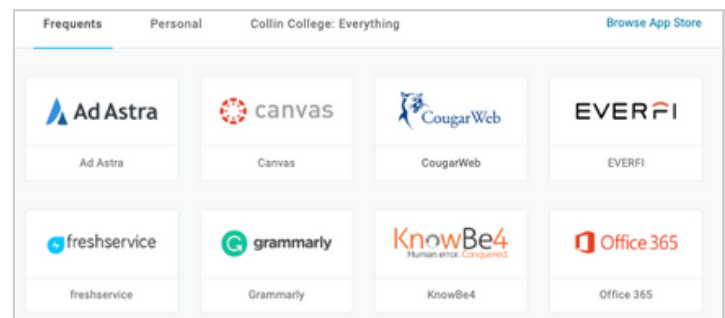 Frequents Personal Collin College: Everything Browse App Store
Ad Astra canvas CougarWeb EVERFI
Ad Astra Canvas CougarWeb EVERFI
freshservice grammarly KnowBe4 Office 365
Human error. Conquered.
freshservice Grammarly KnowBe4 Office 365